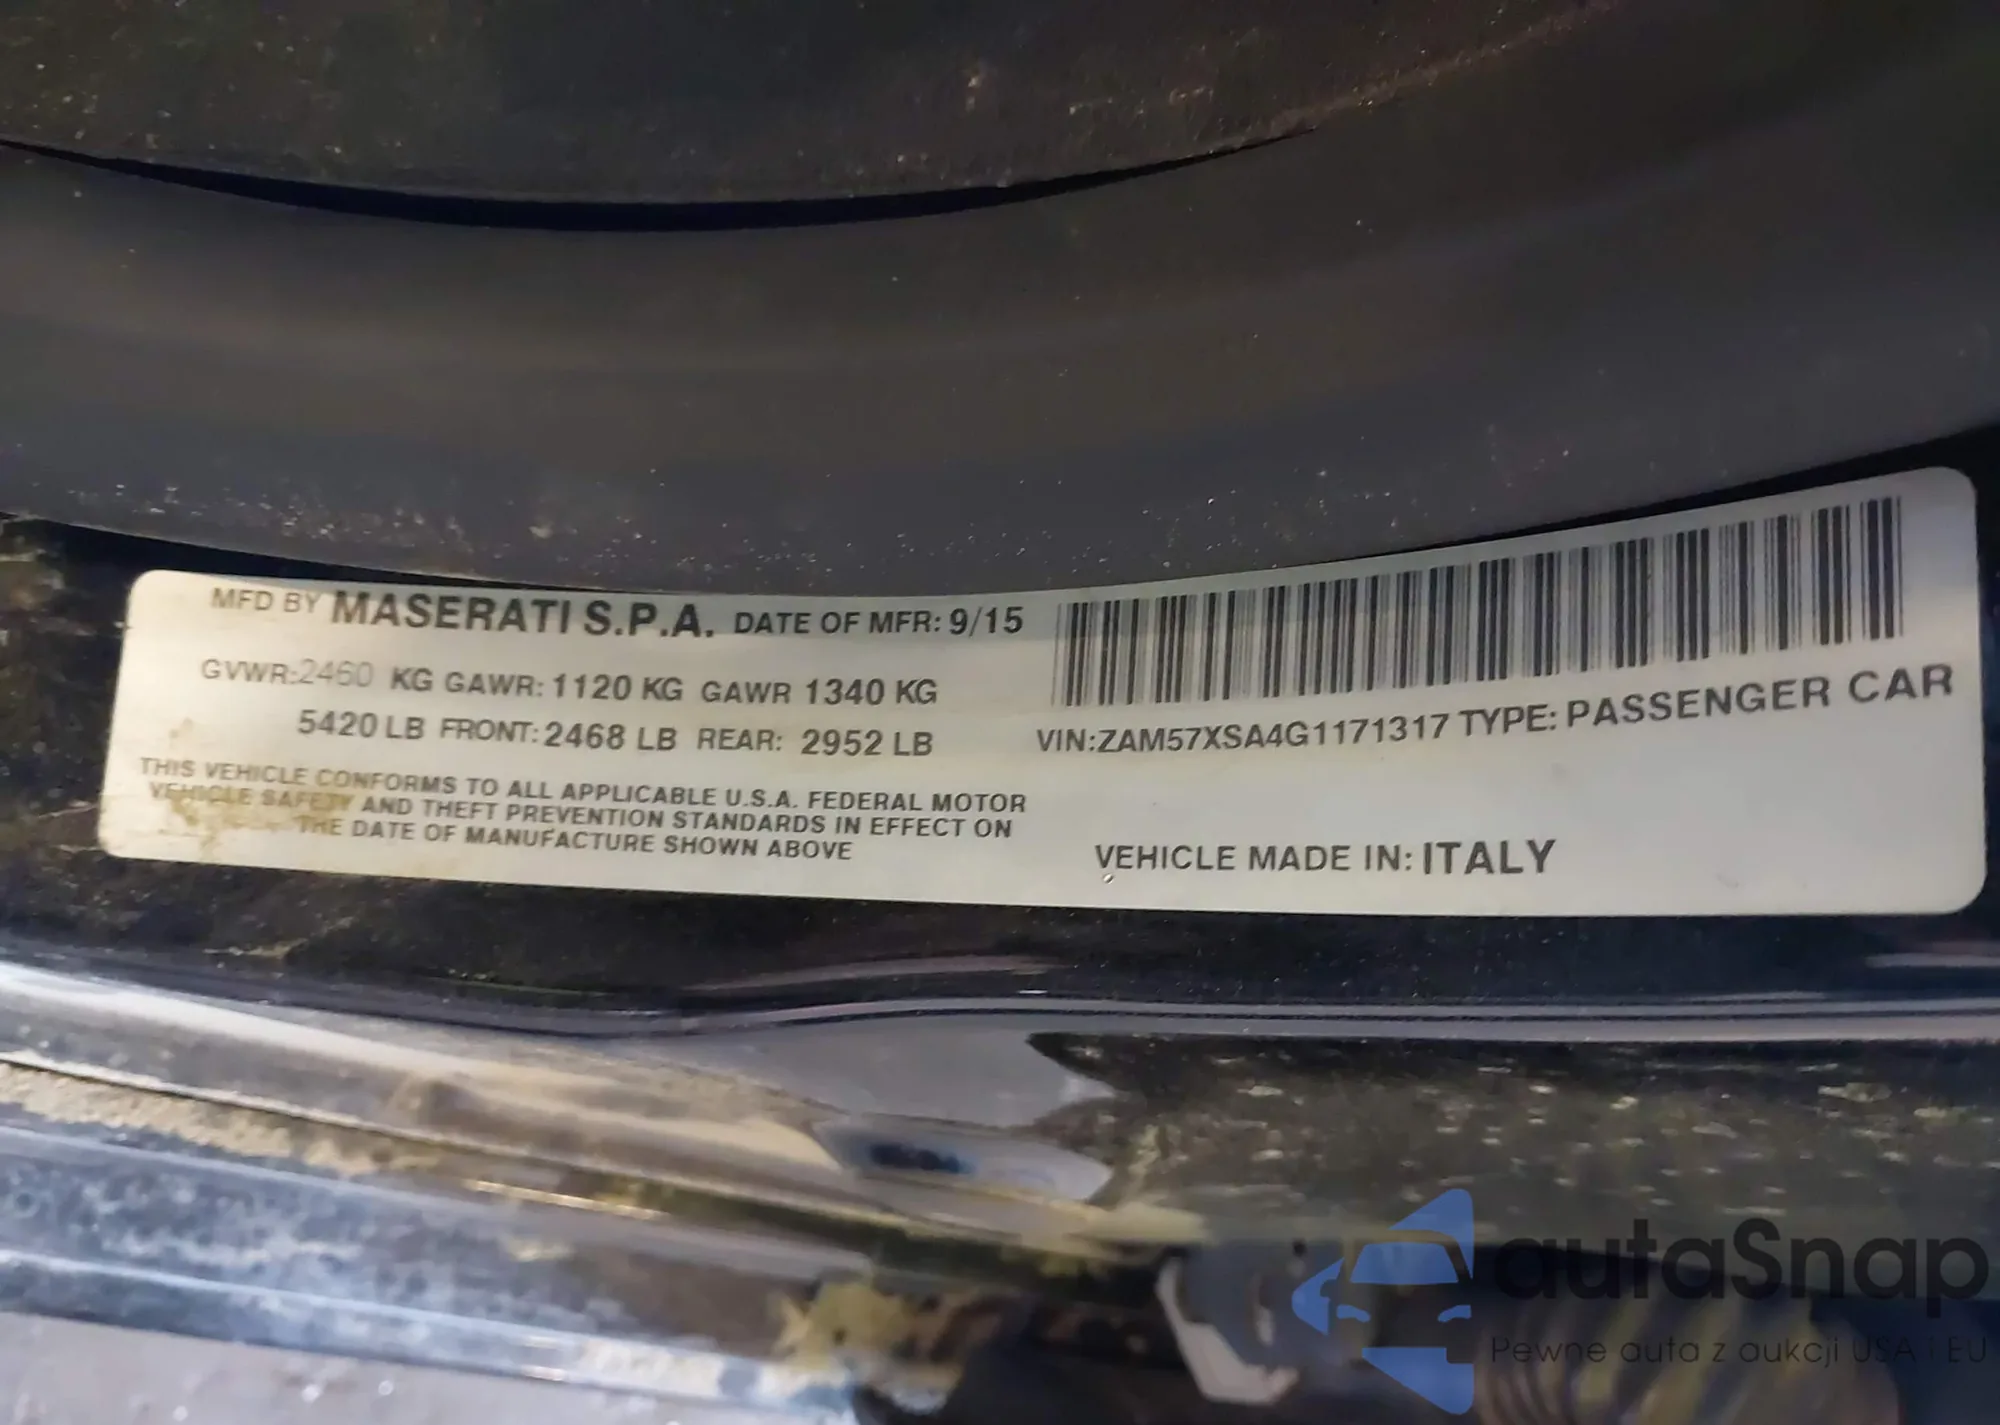 MFD BY MASERATI S.P.A. DATE OF MFR: 9/15
GVWR:2460 KG GAWR: 1120 KG GAWR 1340 KG
5420 LB FRONT: 2468 LB REAR: 2952 LB
THIS VEHICLE CONFORMS TO ALL APPLICABLE U.S.A. FEDERAL MOTOR
VEHICLE SAFETY AND THEFT PREVENTION STANDARDS IN EFFECT ON
THE DATE OF MANUFACTURE SHOWN ABOVE
VIN:ZAM57XSA4G1171317 TYPE: PASSENGER CAR
VEHICLE MADE IN: ITALY
autaSnap
Pewne auta z aukcji USA i EU